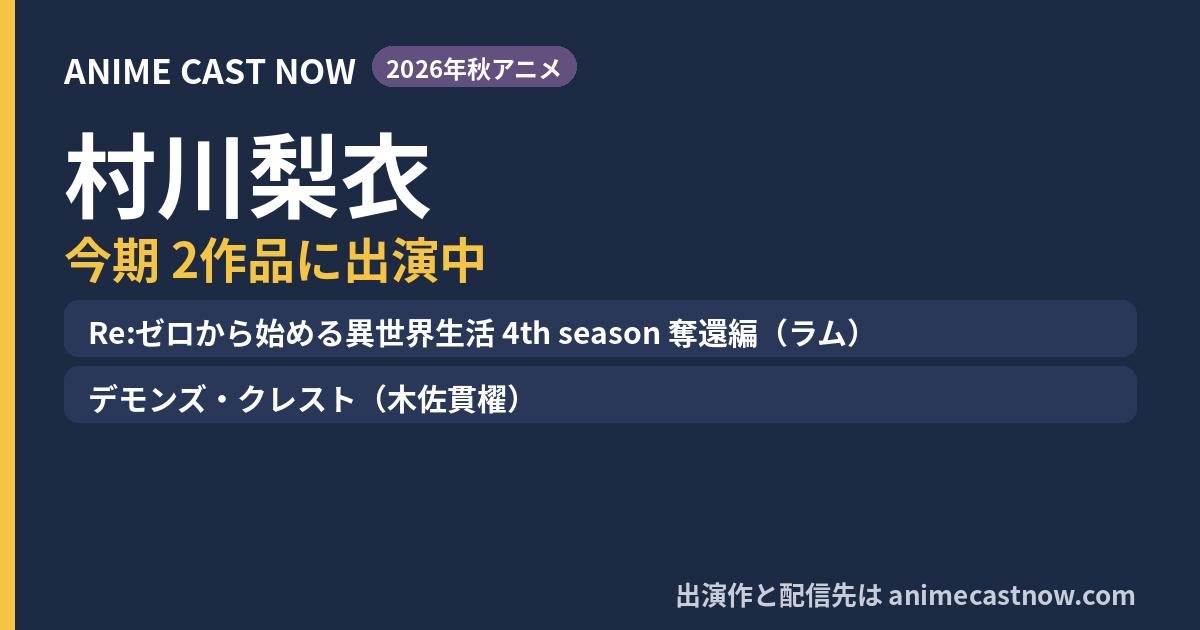 ANIME CAST NOW 2026年秋アニメ
村川梨衣
今期 2作品に出演中
Re:ゼロから始める異世界生活 4th season 奪還編（ラム）
デモンズ・クレスト（木佐貫櫂）
出演作と配信先は animecastnow.com